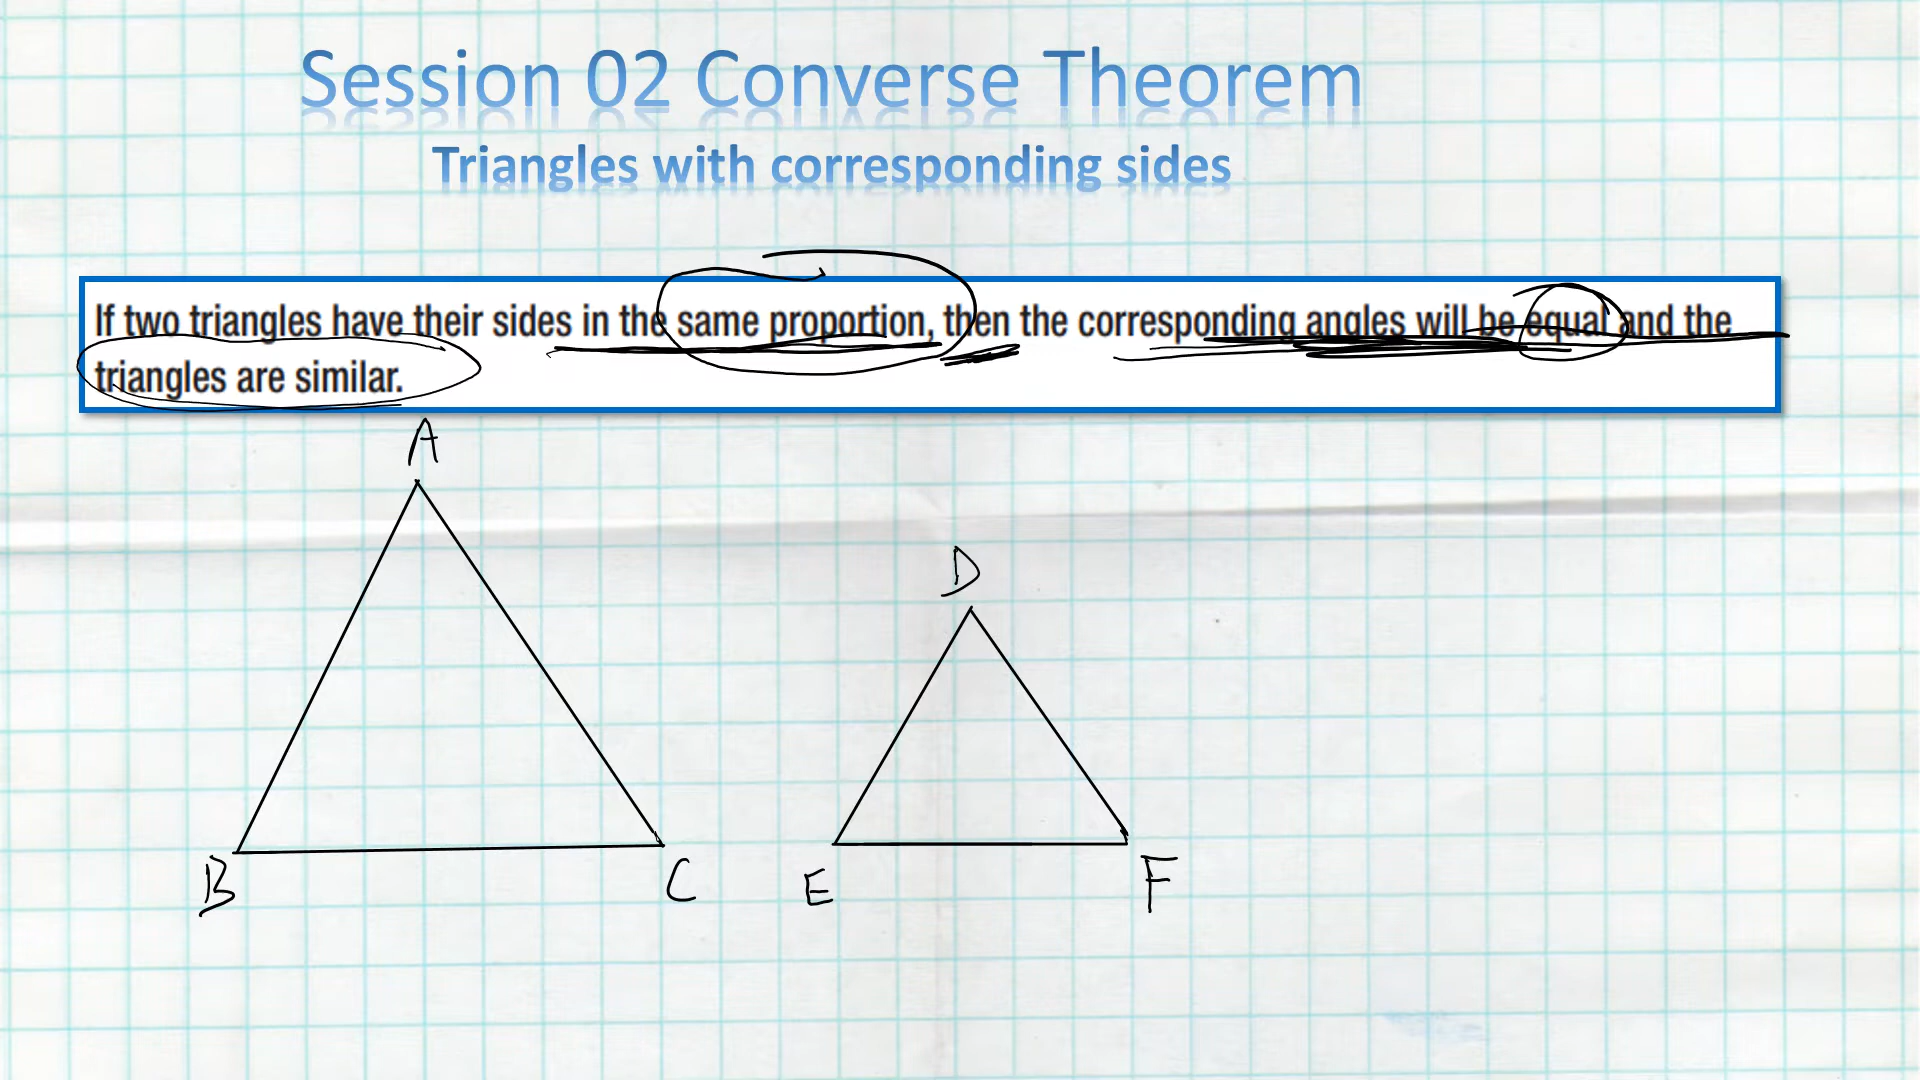 Session 02 Converse Theorem
Triangles with corresponding sides
If two triangles have their sides in the same proportion, then the corresponding angles will be equal and the
triangles are similar.
A
D
B
C
E
F